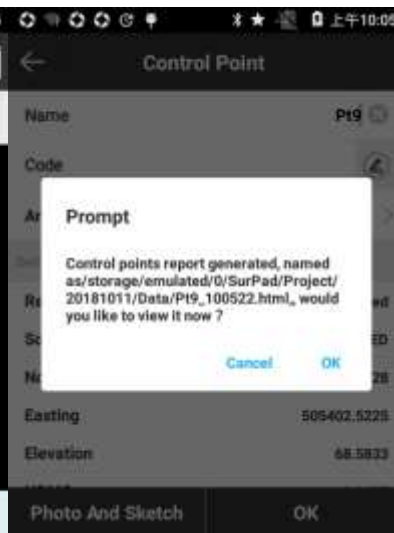 上午10:05
Control Point
Name Pt9
Code
Prompt
Control points report generated, named
as/storage/emulated/0/SurPad/Project/
20181011/Data/Pt9_100522.html,, would
you like to view it now ?
Cancel OK
Easting 505402.5225
Elevation 68.5833
Photo And Sketch OK